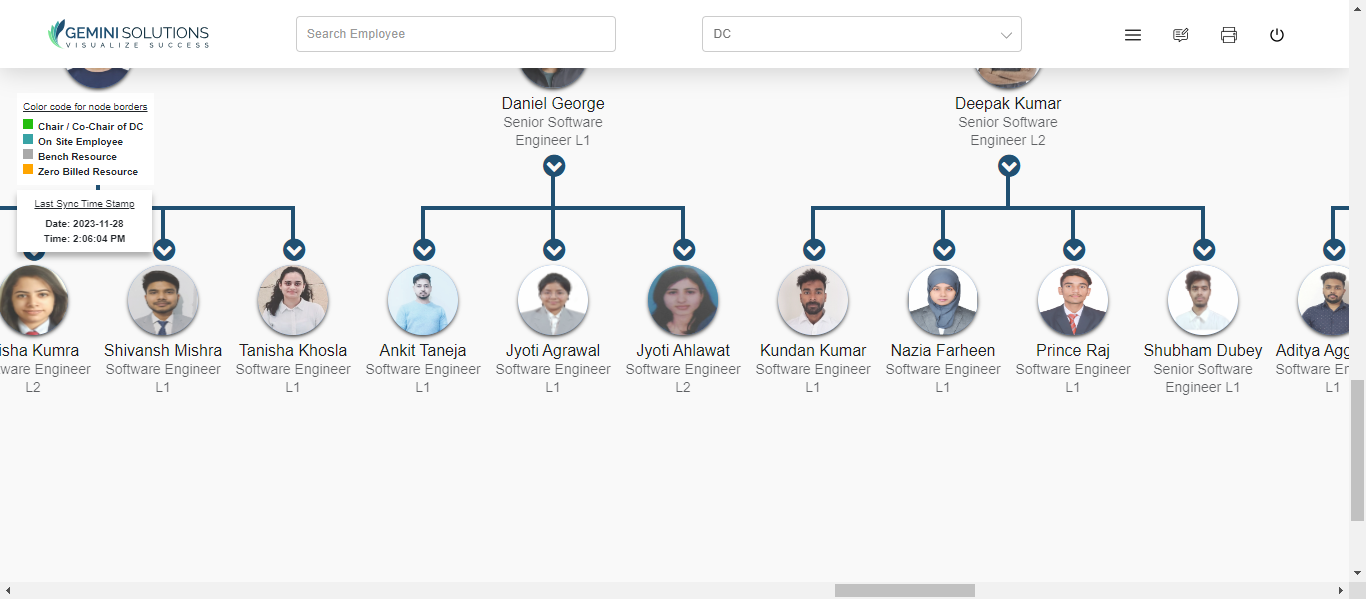 GEMINI SOLUTIONS
VISUALIZE SUCCESS
Search Employee
DC
Color code for node borders
Chair / Co-Chair of DC
On Site Employee
Bench Resource
Zero Billed Resource
Last Sync Time Stamp
Date: 2023-11-28
Time: 2:06:04 PM
Daniel George
Senior Software
Engineer L1
Deepak Kumar
Senior Software
Engineer L2
isha Kumra
ware Engineer
L2
Shivansh Mishra
Software Engineer
L1
Tanisha Khosla
Software Engineer
L1
Ankit Taneja
Software Engineer
L1
Jyoti Agrawal
Software Engineer
L1
Jyoti Ahlawat
Software Engineer
L2
Kundan Kumar
Software Engineer
L1
Nazia Farheen
Software Engineer
L1
Prince Raj
Software Engineer
L1
Shubham Dubey
Senior Software
Engineer L1
Aditya Agg
Software En
L1